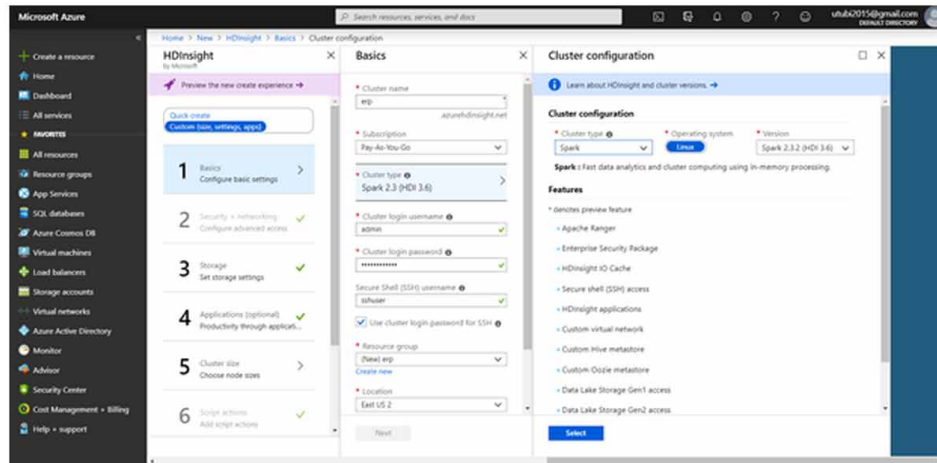 Microsoft Azure
Search resources, services, and docs
utubi2015@gmail.com
DEFAULT DIRECTORY
Home > New > HDInsight > Basics > Cluster configuration
Create a resource
Home
Dashboard
All services
FAVORITES
All resources
Resource groups
App Services
SQL databases
Azure Cosmos DB
Virtual machines
Load balancers
Storage accounts
Virtual networks
Azure Active Directory
Monitor
Advisor
Security Center
Cost Management + Billing
Help + support
HDInsight
by Microsoft
Preview the new create experience →
Quick create
Custom (size, settings, apps)
1 Basics
Configure basic settings
2 Security + networking
Configure advanced access
3 Storage
Set storage settings
4 Applications (optional)
Productivity through applicati...
5 Cluster size
Choose node sizes
6 Script actions
Add script actions
Basics
* Cluster name
erp
.azurehdinsight.net
* Subscription
Pay-As-You-Go
* Cluster type
Spark 2.3 (HDI 3.6)
* Cluster login username
admin
* Cluster login password
Secure Shell (SSH) username
sshuser
Use cluster login password for SSH
* Resource group
(New) erp
Create new
* Location
East US 2
Next
Cluster configuration
Learn about HDInsight and cluster versions. →
Cluster configuration
* Cluster type * Operating system * Version
Spark Linux Spark 2.3.2 (HDI 3.6)
Spark : Fast data analytics and cluster computing using in-memory processing.
Features
* denotes preview feature
+ Apache Ranger
+ Enterprise Security Package
+ HDInsight IO Cache
+ Secure shell (SSH) access
+ HDInsight applications
+ Custom virtual network
+ Custom Hive metastore
+ Custom Oozie metastore
+ Data Lake Storage Gen1 access
+ Data Lake Storage Gen2 access
Select